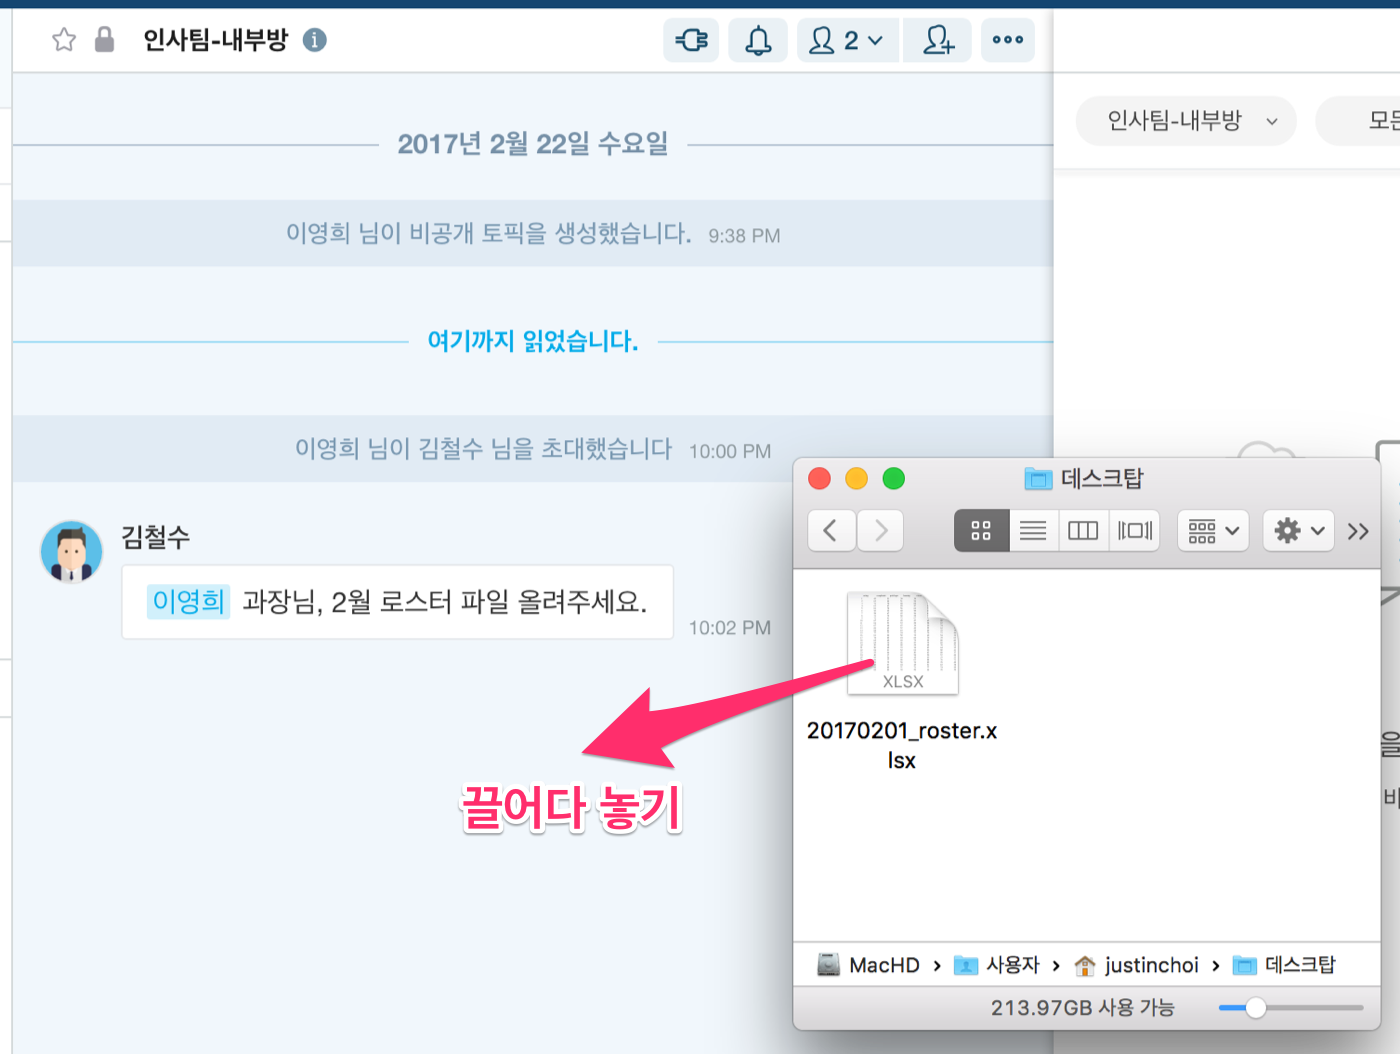 인사팀-내부방
2
2017년 2월 22일 수요일
이영희 님이 비공개 토픽을 생성했습니다. 9:38 PM
여기까지 읽었습니다.
이영희 님이 김철수 님을 초대했습니다 10:00 PM
김철수
이영희 과장님, 2월 로스터 파일 올려주세요.
10:02 PM
끌어다 놓기
인사팀-내부방
모든
데스크탑
XLSX
20170201_roster.x
lsx
을
바
MacHD › 사용자 › justinchoi › 데스크탑
213.97GB 사용 가능